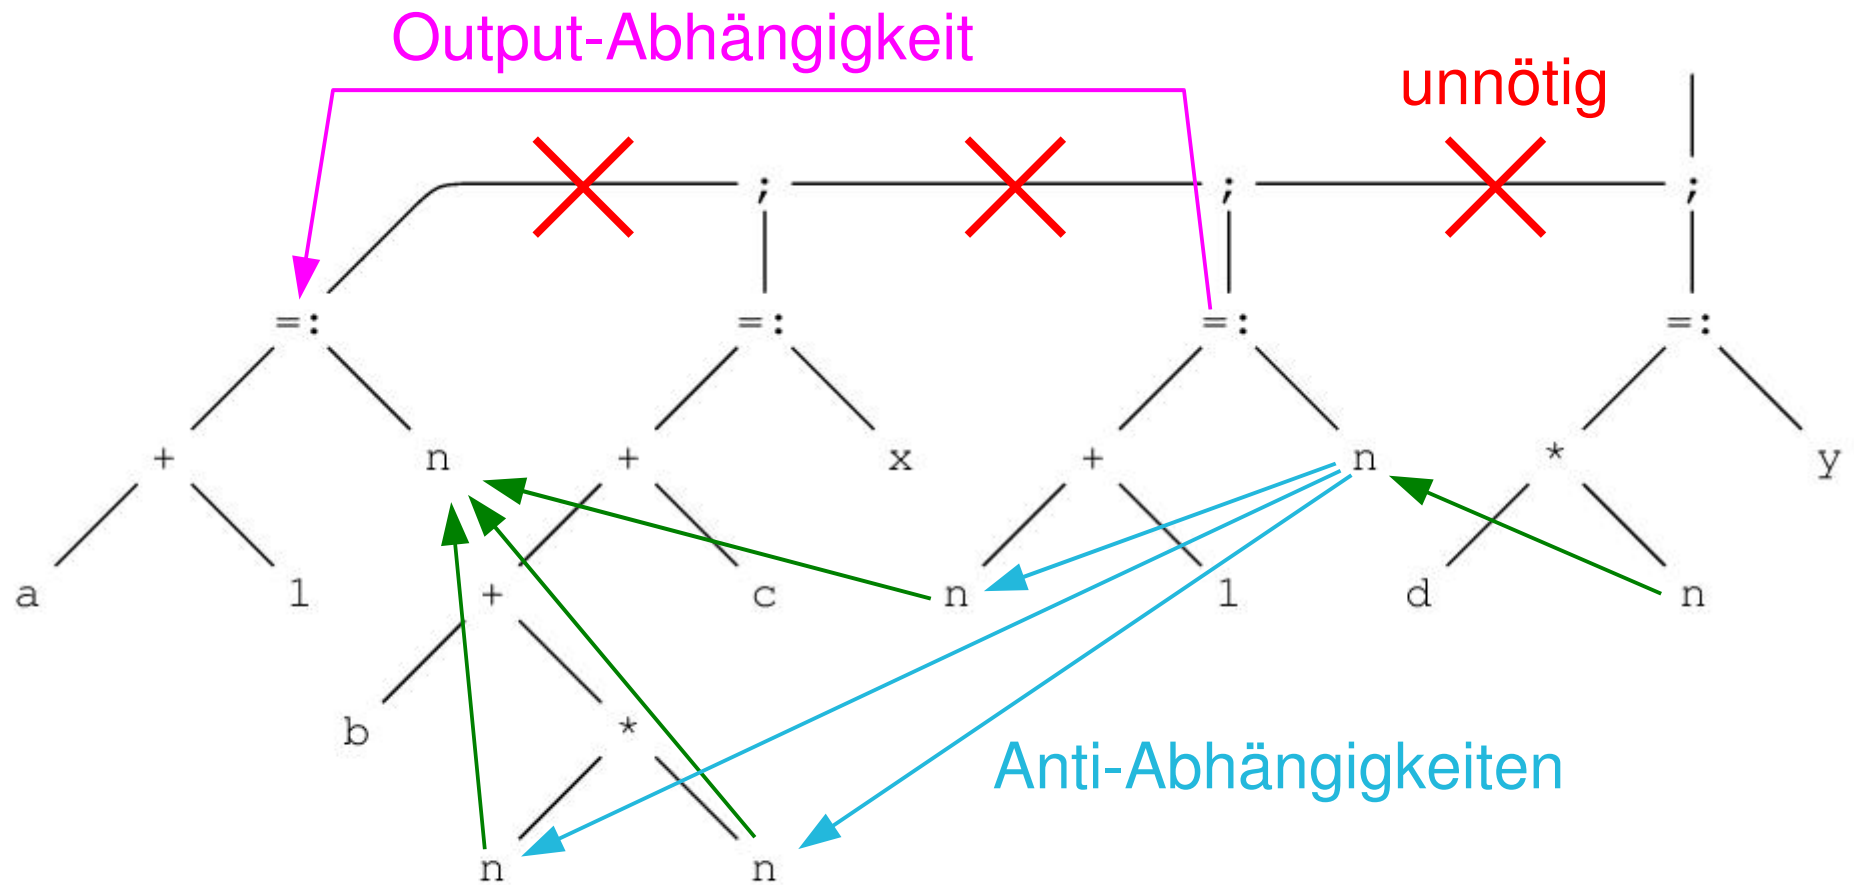 Output-Abhängigkeit
unnötig
; ; ;
=: =: =: =:
+ n + x + n * y
a 1 + c n 1 d n
b *
Anti-Abhängigkeiten
n n